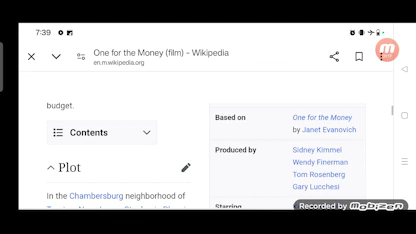 7:39
One for the Money (film) - Wikipedia
en.m.wikipedia.org
budget.
Contents
Plot
In the Chambersburg neighborhood of
Based on
One for the Money
by Janet Evanovich
Produced by
Sidney Kimmel
Wendy Finerman
Tom Rosenberg
Gary Lucchesi
Starring
Recorded by mobizen